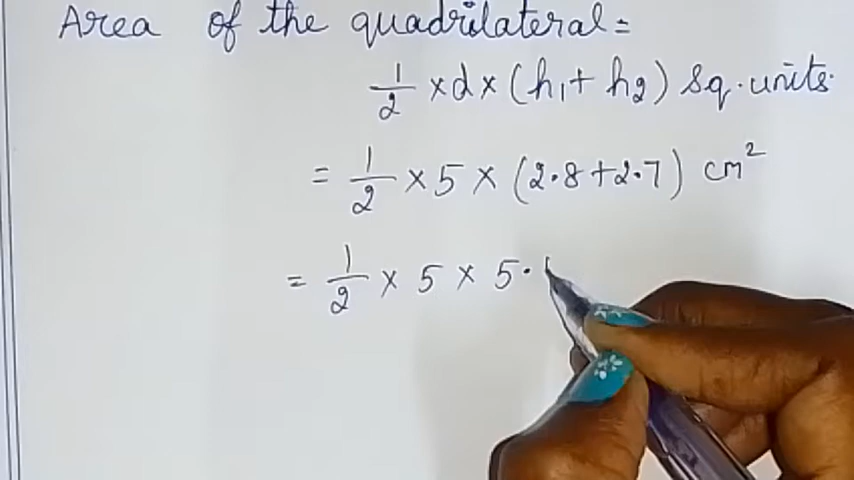 Area of the quadrilateral =
1/2 × d × (h₁ + h₂) sq. units.
= 1/2 × 5 × (2.8 + 2.7) cm²
= 1/2 × 5 × 5.